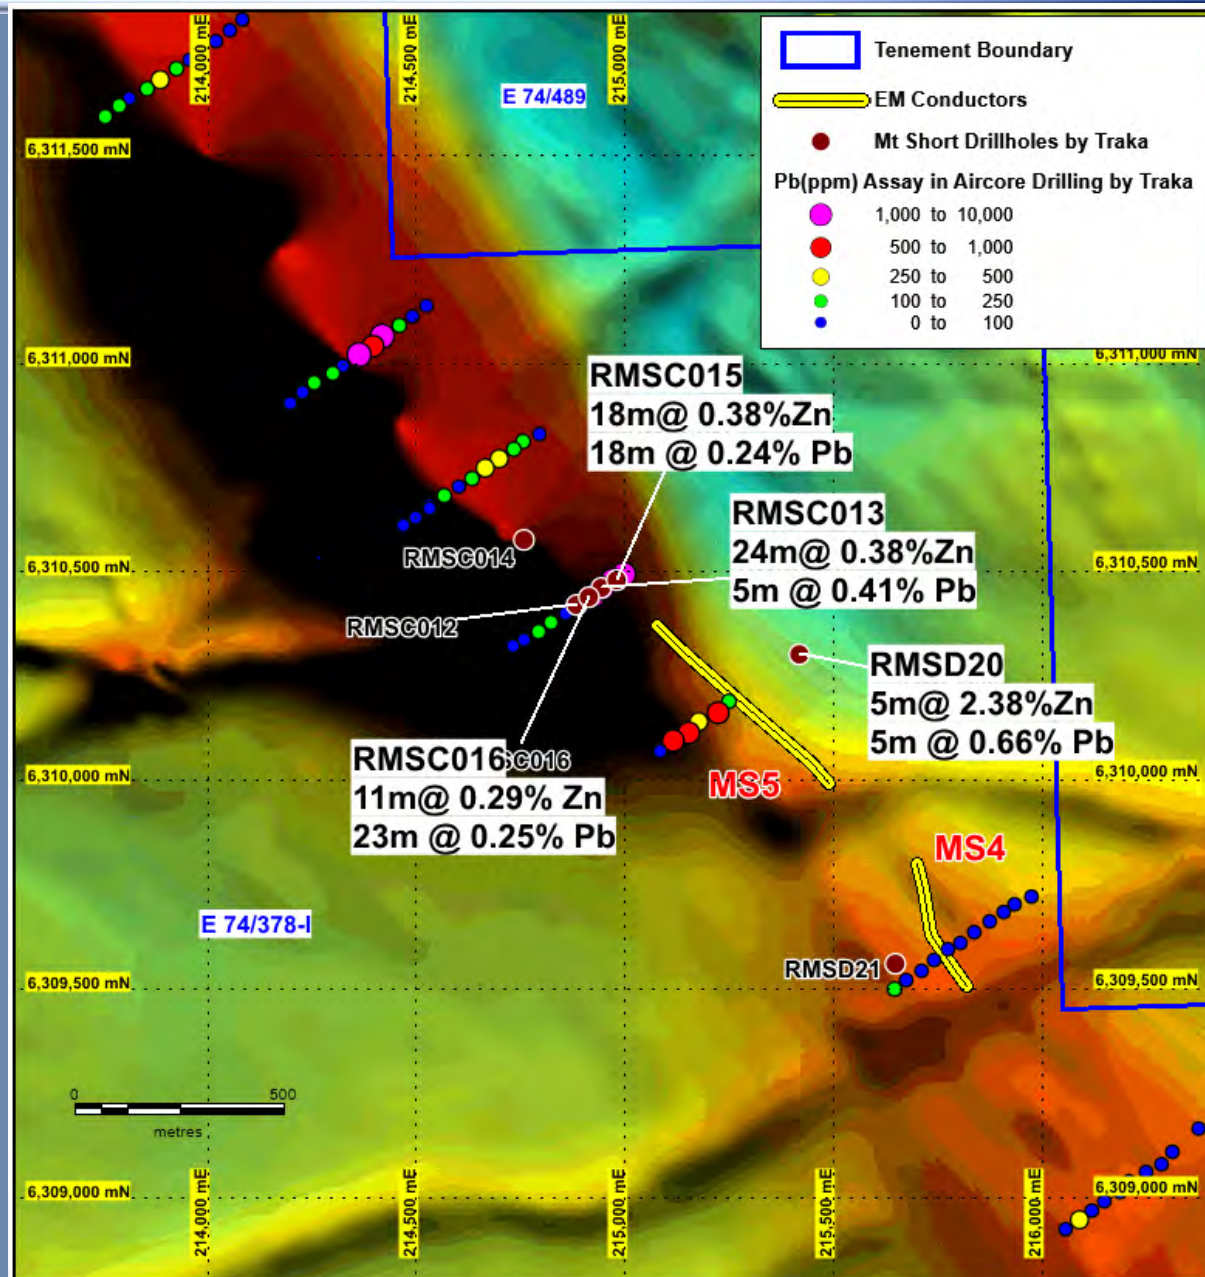 Tenement Boundary
EM Conductors
Mt Short Drillholes by Traka
Pb(ppm) Assay in Aircore Drilling by Traka
1,000 to 10,000
500 to 1,000
250 to 500
100 to 250
0 to 100
214,000 mE
214,500 mE
215,000 mE
E 74/489
6,311,500 mN
6,311,000 mN
6,311,000 mN
RMSC015
18m@ 0.38%Zn
18m @ 0.24% Pb
RMSC013
24m@ 0.38%Zn
5m @ 0.41% Pb
RMSC014
6,310,500 mN
6,310,500 mN
RMSC012
RMSD20
5m@ 2.38%Zn
5m @ 0.66% Pb
RMSC016
SC016
11m@ 0.29% Zn
23m @ 0.25% Pb
MS5
6,310,000 mN
6,310,000 mN
MS4
E 74/378-I
RMSD21
6,309,500 mN
6,309,500 mN
0 500
metres
6,309,000 mN
6,309,000 mN
214,000 mE
214,500 mE
215,000 mE
215,500 mE
216,000 mE